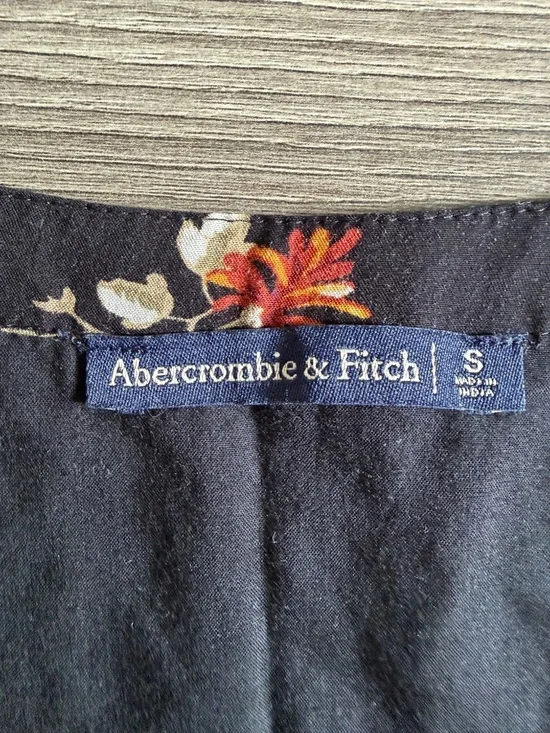 Abercrombie & Fitch | S
MADE IN
INDIA